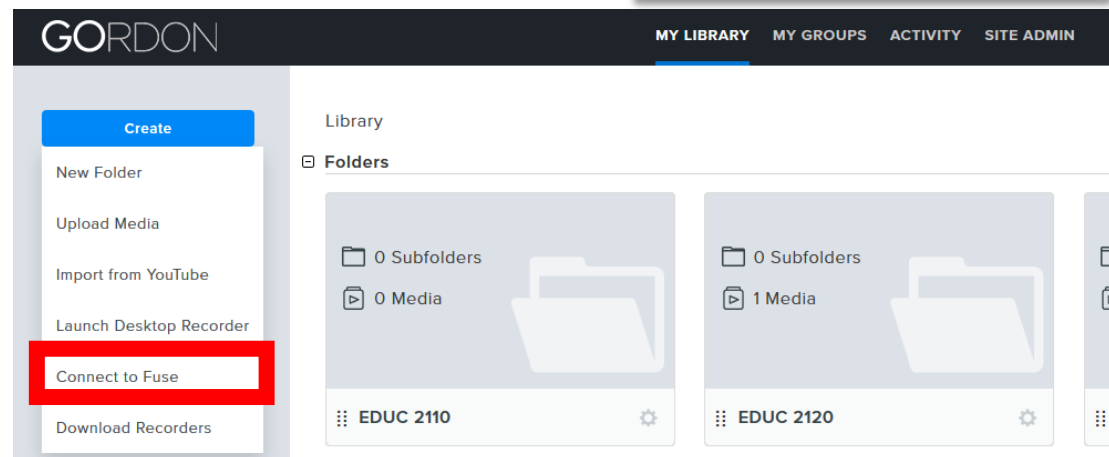 GORDON
MY LIBRARY MY GROUPS ACTIVITY SITE ADMIN
Create
New Folder
Upload Media
Import from YouTube
Launch Desktop Recorder
Connect to Fuse
Download Recorders
Library
Folders
0 Subfolders
0 Media
EDUC 2110
0 Subfolders
1 Media
EDUC 2120